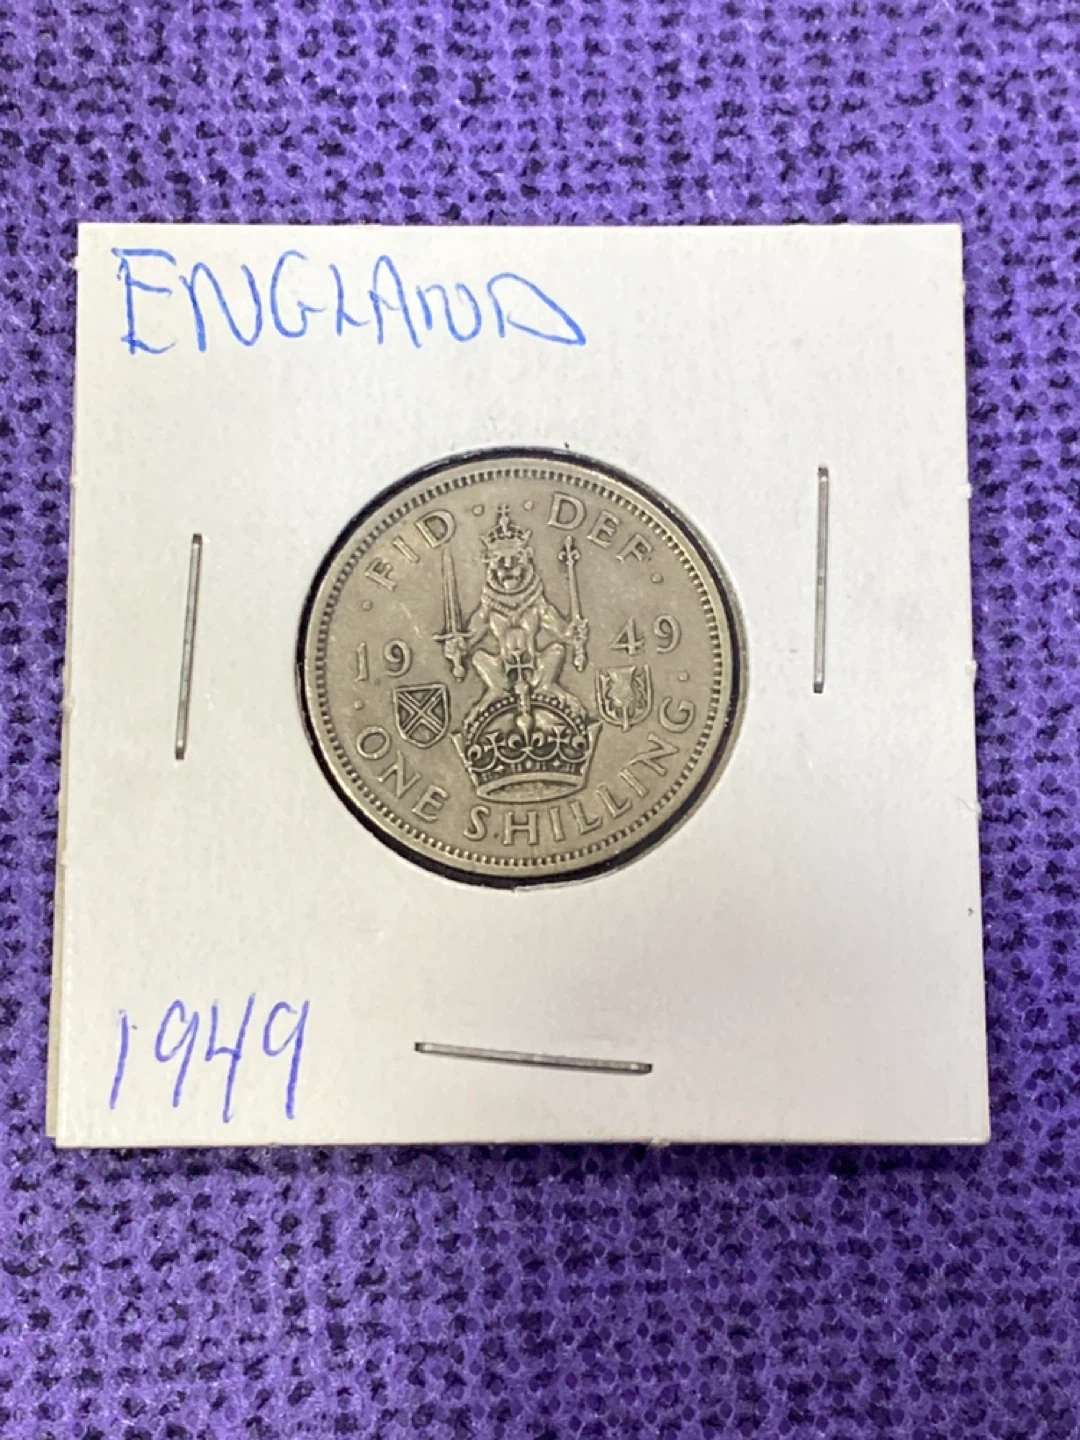 ENGLAND
· FID · · DEF ·
19 49
· ONE SHILLING ·
1949